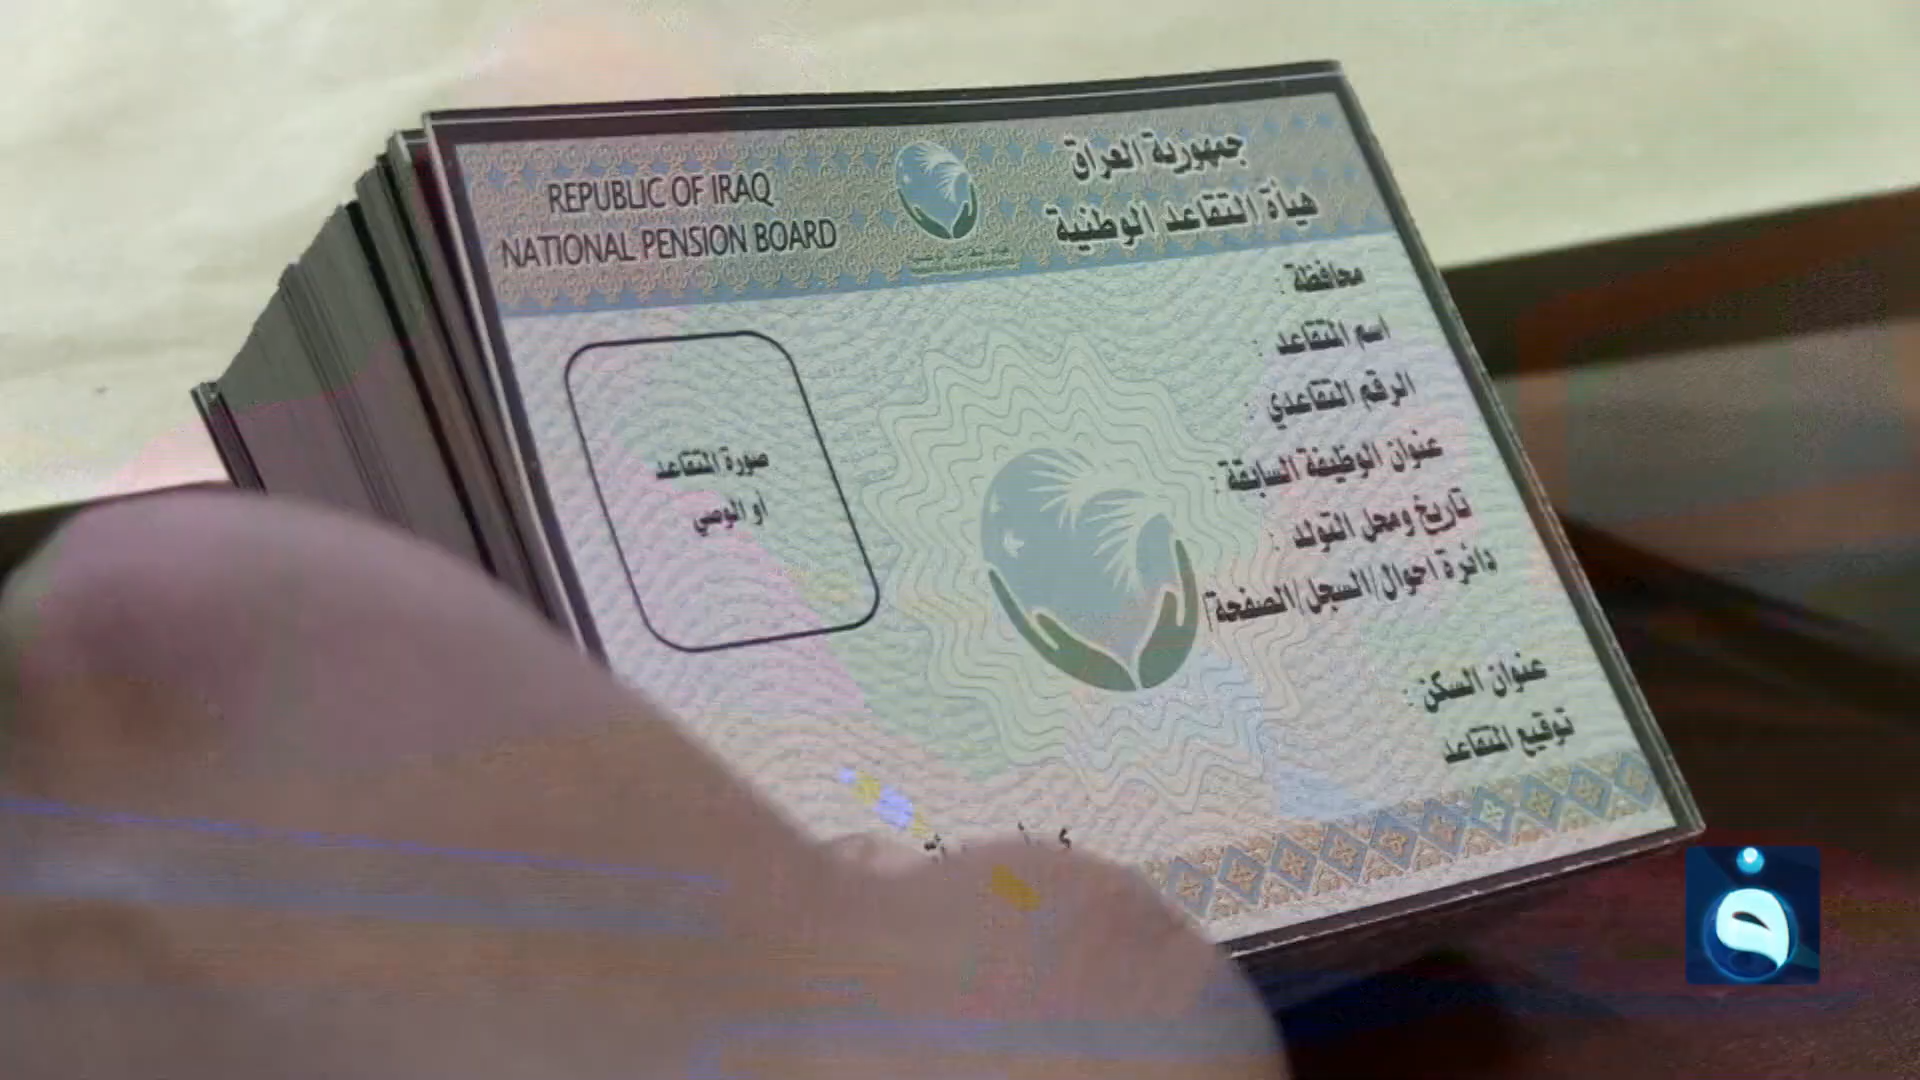 جمهورية العراق
هيأة التقاعد الوطنية
REPUBLIC OF IRAQ
NATIONAL PENSION BOARD
محافظة :
اسم المتقاعد :
الرقم التقاعدي :
عنوان الوظيفة السابقة :
تاريخ ومحل التولد :
دائرة احوال/السجل/الصفحة/
عنوان السكن :
توقيع المتقاعد
صورة المتقاعد
أو الوصي